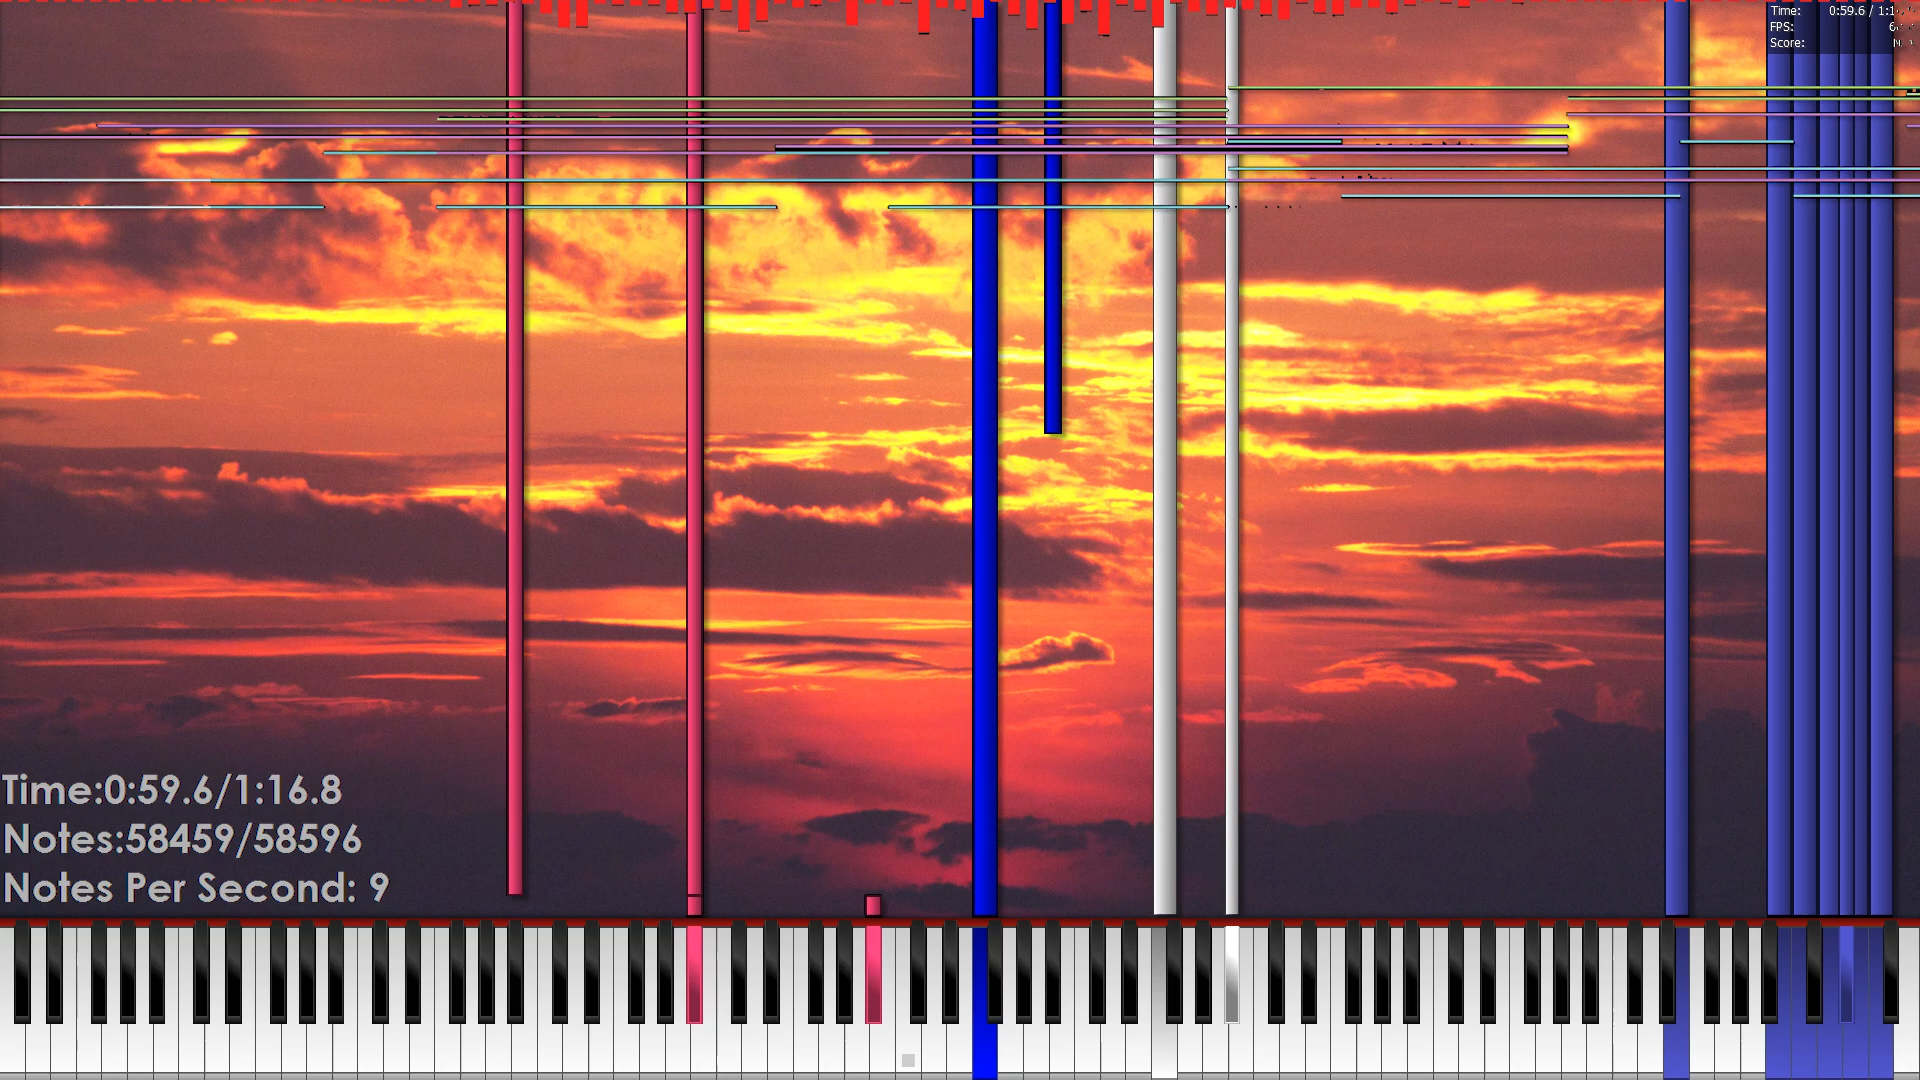 Time: 0:59.6 / 1:1
FPS: 6
Score:
Time:0:59.6/1:16.8
Notes:58459/58596
Notes Per Second: 9